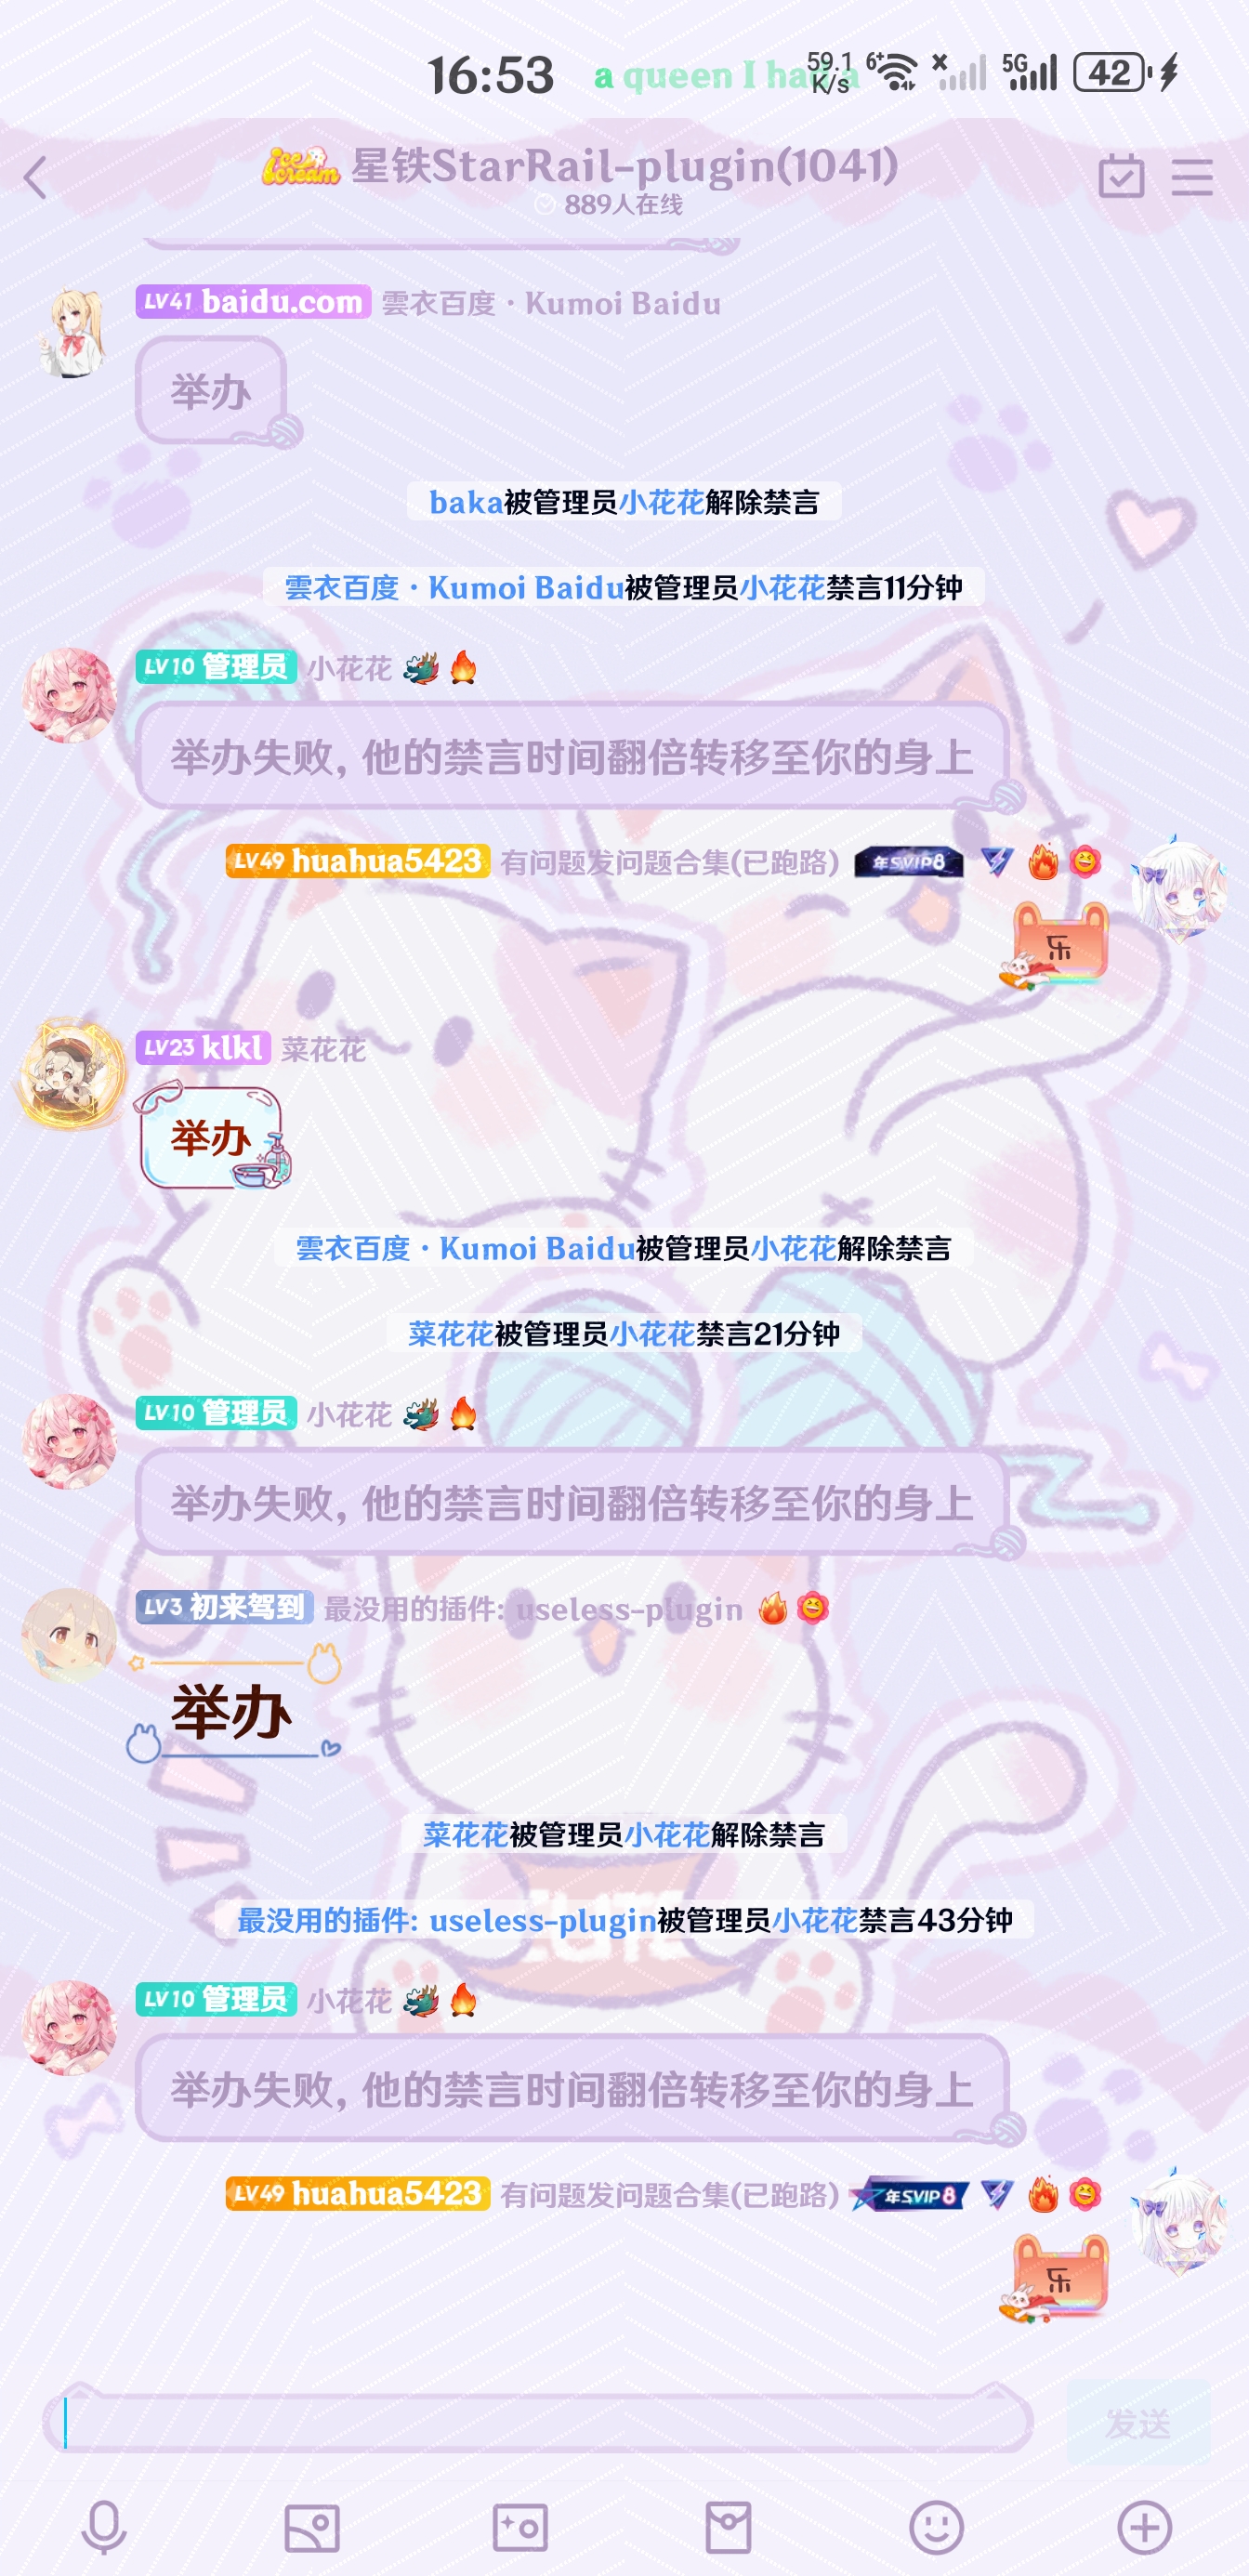 16:53
a queen I had a
59.1 K/s
6+
5G
42
ice cream
星铁StarRail-plugin(1041)
889人在线
LV41 baidu.com 雲衣百度 · Kumoi Baidu
举办
baka被管理员小花花解除禁言
雲衣百度 · Kumoi Baidu被管理员小花花禁言11分钟
LV10 管理员 小花花
举办失败，他的禁言时间翻倍转移至你的身上
LV49 huahua5423 有问题发问题合集(已跑路) 年SVIP8
乐
LV23 klkl 菜花花
举办
雲衣百度 · Kumoi Baidu被管理员小花花解除禁言
菜花花被管理员小花花禁言21分钟
LV10 管理员 小花花
举办失败，他的禁言时间翻倍转移至你的身上
LV3 初来驾到 最没用的插件: useless-plugin
举办
菜花花被管理员小花花解除禁言
最没用的插件: useless-plugin被管理员小花花禁言43分钟
LV10 管理员 小花花
举办失败，他的禁言时间翻倍转移至你的身上
LV49 huahua5423 有问题发问题合集(已跑路) 年SVIP8
乐
发送